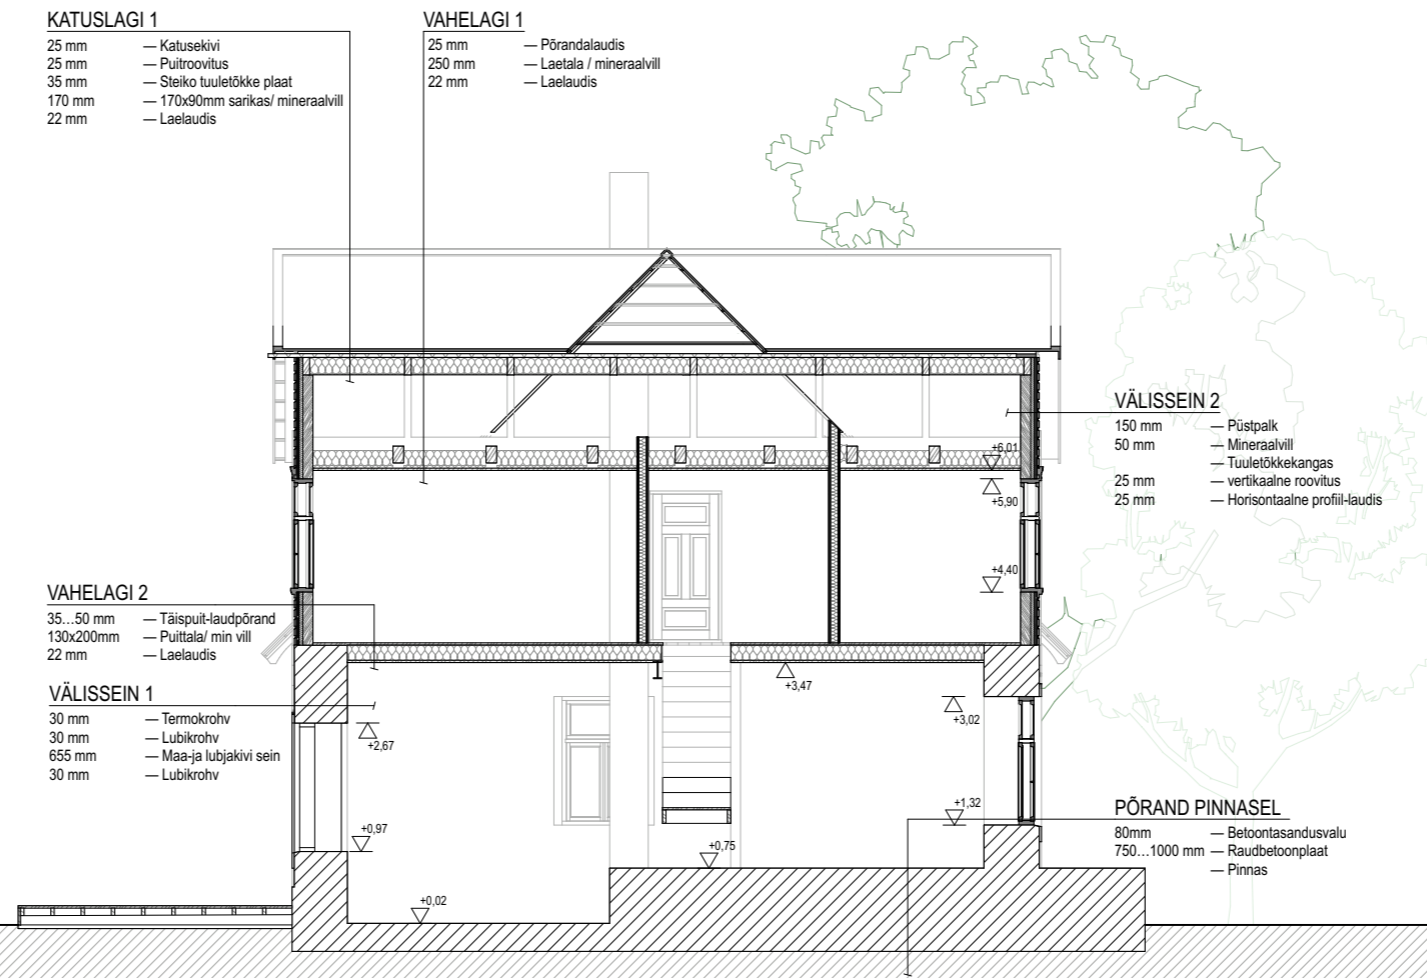 KATUSLAGI 1
25 mm — Katusekivi
25 mm — Puitroovitus
35 mm — Steiko tuuletõkke plaat
170 mm — 170x90mm sarikas/ mineraalvill
22 mm — Laelaudis
VAHELAGI 1
25 mm — Põrandalaudis
250 mm — Laetala / mineraalvill
22 mm — Laelaudis
VÄLISSEIN 2
150 mm — Püstpalk
50 mm — Mineraalvill
— Tuuletõkkekangas
25 mm — vertikaalne roovitus
25 mm — Horisontaalne profiil-laudis
+6,01
+5,90
+4,40
VAHELAGI 2
35...50 mm — Täispuit-laudpõrand
130x200mm — Puittala/ min vill
22 mm — Laelaudis
VÄLISSEIN 1
30 mm — Termokrohv
30 mm — Lubikrohv
655 mm — Maa-ja lubjakivi sein
30 mm — Lubikrohv
+3,47
+3,02
+2,67
+1,32
+0,97
+0,75
+0,02
PÕRAND PINNASEL
80mm — Betoontasandusvalu
750...1000 mm — Raudbetoonplaat
— Pinnas